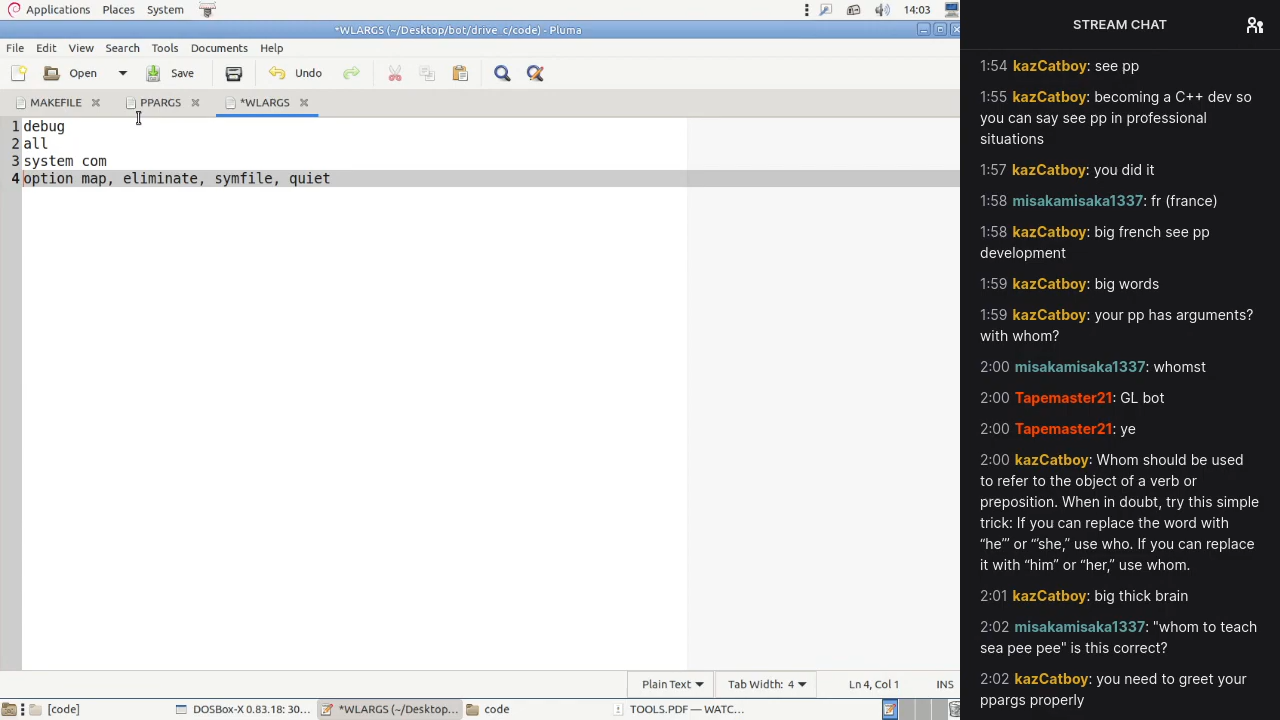 Applications Places System 14:03
*WLARGS (~/Desktop/bot/drive_c/code) - Pluma
File Edit View Search Tools Documents Help
Open Save Undo
MAKEFILE PPARGS *WLARGS
1 debug
2 all
3 system com
4 option map, eliminate, symfile, quiet
Plain Text Tab Width: 4 Ln 4, Col 1 INS
[code] DOSBox-X 0.83.18: 30... *WLARGS (~/Desktop... code TOOLS.PDF — WATC...
STREAM CHAT
1:54 kazCatboy: see pp
1:55 kazCatboy: becoming a C++ dev so
you can say see pp in professional
situations
1:57 kazCatboy: you did it
1:58 misakamisaka1337: fr (france)
1:58 kazCatboy: big french see pp
development
1:59 kazCatboy: big words
1:59 kazCatboy: your pp has arguments?
with whom?
2:00 misakamisaka1337: whomst
2:00 Tapemaster21: GL bot
2:00 Tapemaster21: ye
2:00 kazCatboy: Whom should be used
to refer to the object of a verb or
preposition. When in doubt, try this simple
trick: If you can replace the word with
“he’” or “’she,” use who. If you can replace
it with “him” or “her,” use whom.
2:01 kazCatboy: big thick brain
2:02 misakamisaka1337: "whom to teach
sea pee pee" is this correct?
2:02 kazCatboy: you need to greet your
ppargs properly